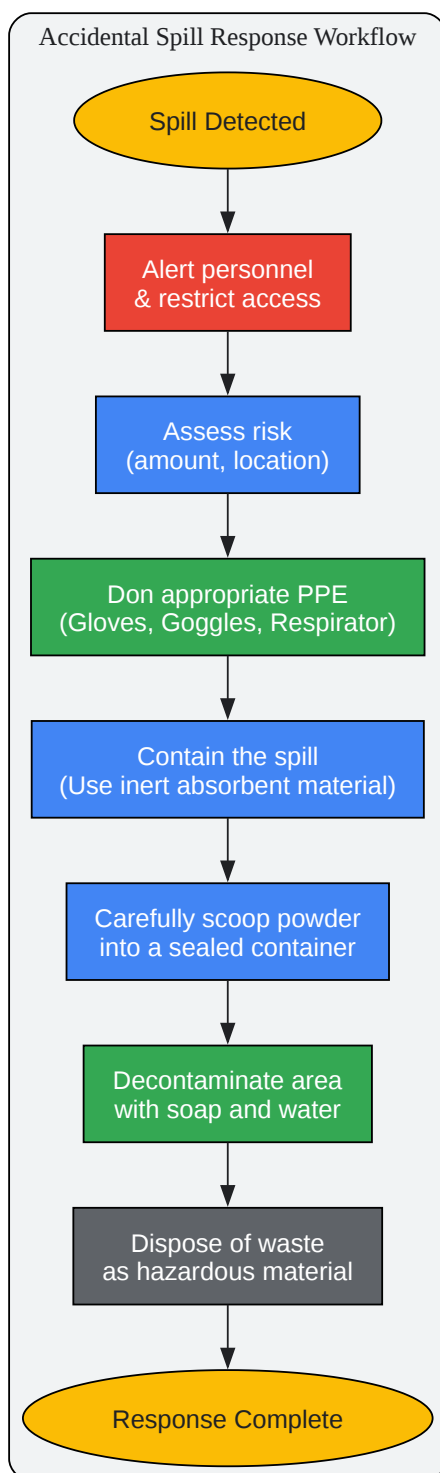 Accidental Spill Response Workflow
Spill Detected
Alert personnel
& restrict access
Assess risk
(amount, location)
Don appropriate PPE
(Gloves, Goggles, Respirator)
Contain the spill
(Use inert absorbent material)
Carefully scoop powder
into a sealed container
Decontaminate area
with soap and water
Dispose of waste
as hazardous material
Response Complete